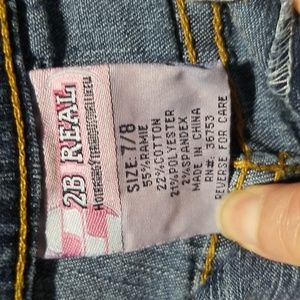 2B REAL
SIZE: 7/8
55%RAMIE
22%COTTON
21%POLYESTER
2%SPANDEX
MADE IN CHINA
RN#: 116753
REVERSE FOR CARE